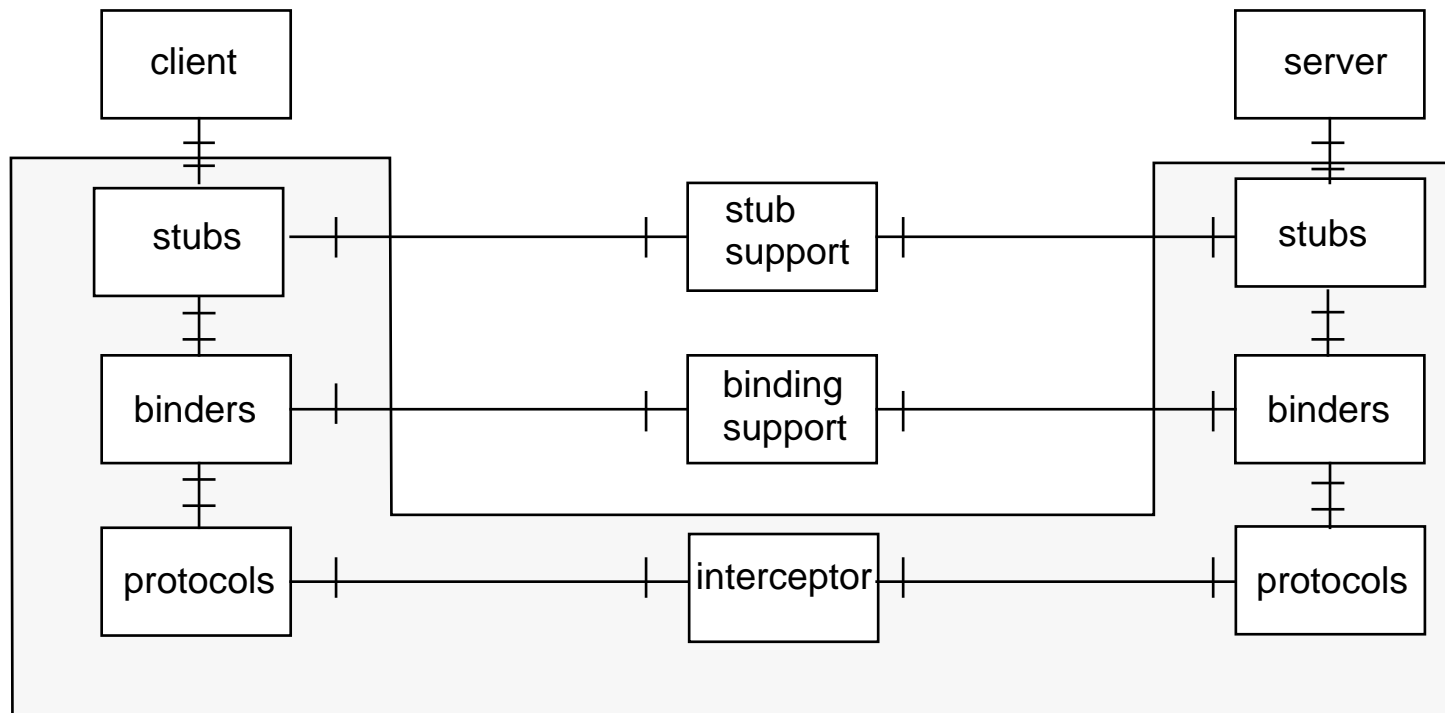 client
server
stubs
stub
support
stubs
binders
binding
support
binders
protocols
interceptor
protocols